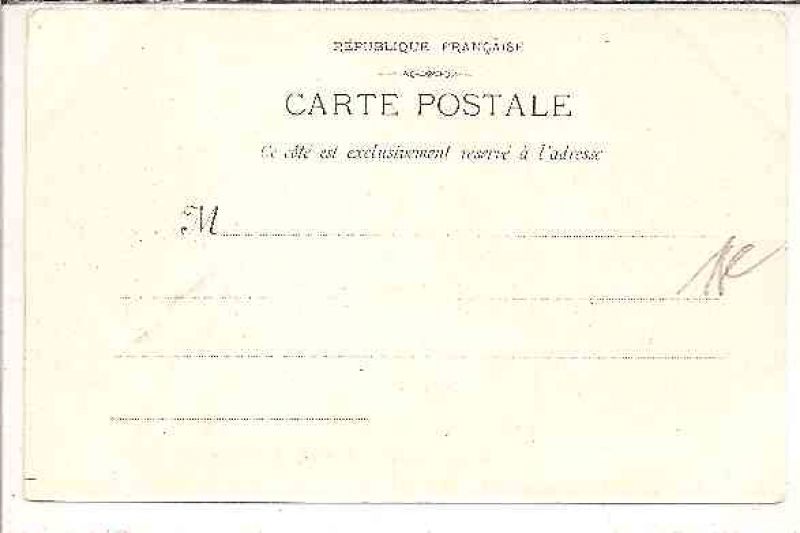 RÉPUBLIQUE FRANÇAISE
CARTE POSTALE
Ce côté est exclusivement réservé à l'adresse
M